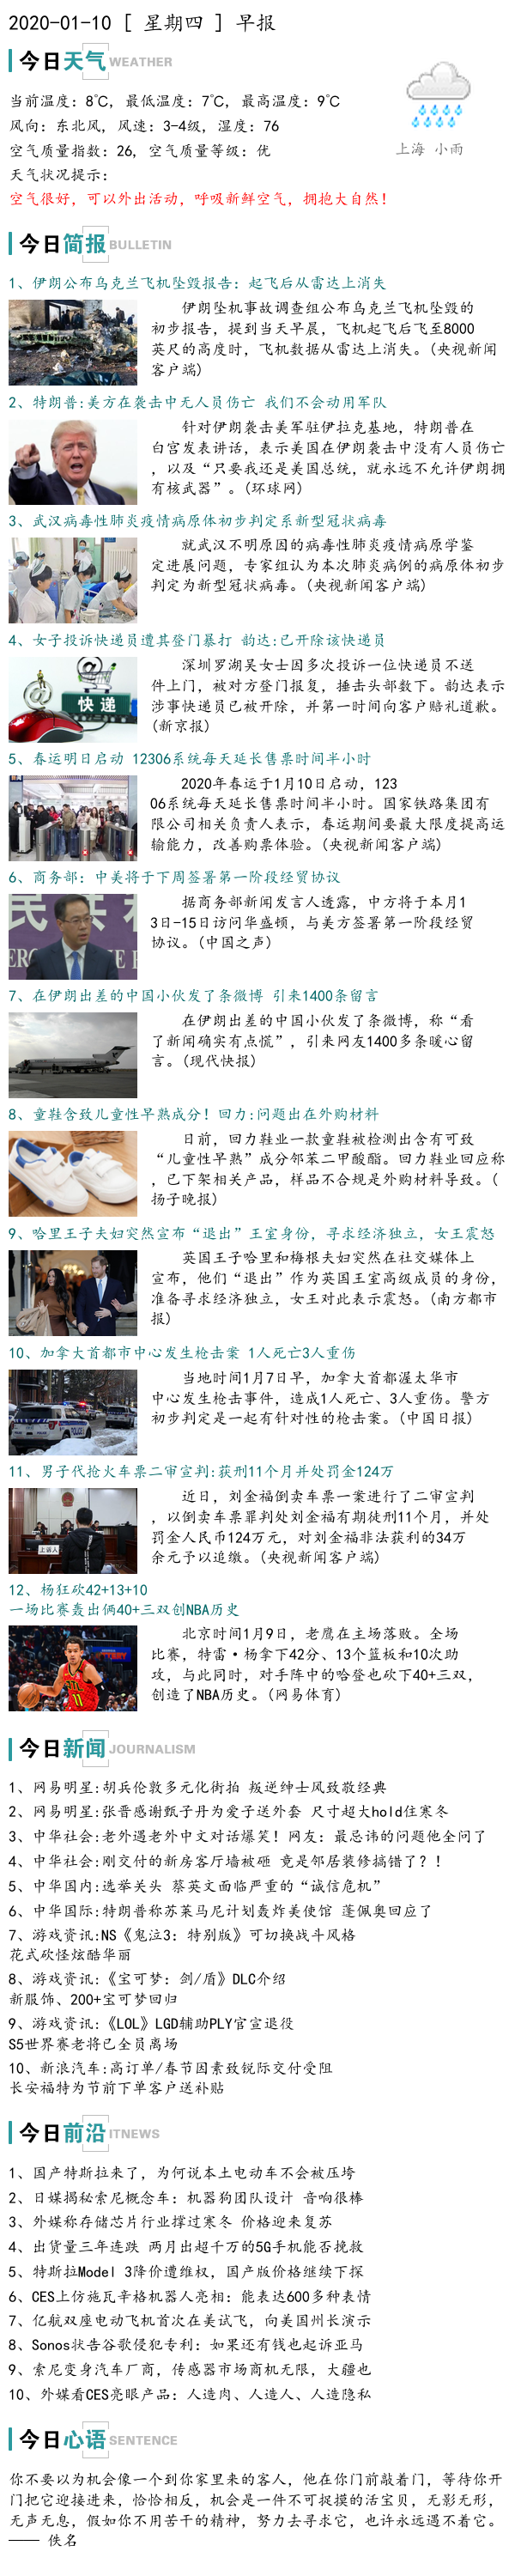 2020-01-10 [ 星期四 ] 早报
今日天气WEATHER
当前温度：8℃, 最低温度：7℃, 最高温度：9℃
风向：东北风, 风速：3-4级, 湿度：76
空气质量指数：26, 空气质量等级：优
上海 小雨
天气状况提示：
空气很好，可以外出活动，呼吸新鲜空气，拥抱大自然！
今日简报BULLETIN
1、伊朗公布乌克兰飞机坠毁报告：起飞后从雷达上消失
伊朗坠机事故调查组公布乌克兰飞机坠毁的
初步报告，提到当天早晨，飞机起飞后飞至8000
英尺的高度时，飞机数据从雷达上消失。(央视新闻
客户端)
2、特朗普:美方在袭击中无人员伤亡 我们不会动用军队
针对伊朗袭击美军驻伊拉克基地，特朗普在
白宫发表讲话，表示美国在伊朗袭击中没有人员伤亡
，以及“只要我还是美国总统，就永远不允许伊朗拥
有核武器”。(环球网)
3、武汉病毒性肺炎疫情病原体初步判定系新型冠状病毒
就武汉不明原因的病毒性肺炎疫情病原学鉴
定进展问题，专家组认为本次肺炎病例的病原体初步
判定为新型冠状病毒。(央视新闻客户端)
4、女子投诉快递员遭其登门暴打 韵达:已开除该快递员
快递
深圳罗湖吴女士因多次投诉一位快递员不送
件上门，被对方登门报复，捶击头部数下。韵达表示
涉事快递员已被开除，并第一时间向客户赔礼道歉。
(新京报)
5、春运明日启动 12306系统每天延长售票时间半小时
2020年春运于1月10日启动，123
06系统每天延长售票时间半小时。国家铁路集团有
限公司相关负责人表示，春运期间要最大限度提高运
输能力，改善购票体验。(央视新闻客户端)
6、商务部：中美将于下周签署第一阶段经贸协议
据商务部新闻发言人透露，中方将于本月1
3日-15日访问华盛顿，与美方签署第一阶段经贸
协议。(中国之声)
7、在伊朗出差的中国小伙发了条微博 引来1400条留言
在伊朗出差的中国小伙发了条微博，称“看
了新闻确实有点慌”，引来网友1400多条暖心留
言。(现代快报)
8、童鞋含致儿童性早熟成分！回力:问题出在外购材料
日前，回力鞋业一款童鞋被检测出含有可致
“儿童性早熟”成分邻苯二甲酸酯。回力鞋业回应称
，已下架相关产品，样品不合规是外购材料导致。(
扬子晚报)
9、哈里王子夫妇突然宣布“退出”王室身份，寻求经济独立，女王震怒
英国王子哈里和梅根夫妇突然在社交媒体上
宣布，他们“退出”作为英国王室高级成员的身份，
准备寻求经济独立，女王对此表示震怒。(南方都市
报)
10、加拿大首都市中心发生枪击案 1人死亡3人重伤
当地时间1月7日早，加拿大首都渥太华市
中心发生枪击事件，造成1人死亡、3人重伤。警方
初步判定是一起有针对性的枪击案。(中国日报)
11、男子代抢火车票二审宣判:获刑11个月并处罚金124万
上诉人
近日，刘金福倒卖车票一案进行了二审宣判
，以倒卖车票罪判处刘金福有期徒刑11个月，并处
罚金人民币124万元，对刘金福非法获利的34万
余元予以追缴。(央视新闻客户端)
12、杨狂砍42+13+10
一场比赛轰出俩40+三双创NBA历史
北京时间1月9日，老鹰在主场落败。全场
比赛，特雷·杨拿下42分、13个篮板和10次助
攻，与此同时，对手阵中的哈登也砍下40+三双，
创造了NBA历史。(网易体育)
今日新闻JOURNALISM
1、网易明星:胡兵伦敦多元化街拍 叛逆绅士风致敬经典
2、网易明星:张晋感谢甄子丹为爱子送外套 尺寸超大hold住寒冬
3、中华社会:老外遇老外中文对话爆笑！网友：最忌讳的问题他全问了
4、中华社会:刚交付的新房客厅墙被砸 竟是邻居装修搞错了？！
5、中华国内:选举关头 蔡英文面临严重的“诚信危机”
6、中华国际:特朗普称苏莱马尼计划轰炸美使馆 蓬佩奥回应了
7、游戏资讯:NS《鬼泣3：特别版》可切换战斗风格
花式砍怪炫酷华丽
8、游戏资讯:《宝可梦：剑/盾》DLC介绍
新服饰、200+宝可梦回归
9、游戏资讯:《LOL》LGD辅助PLY官宣退役
S5世界赛老将已全员离场
10、新浪汽车:高订单/春节因素致锐际交付受阻
长安福特为节前下单客户送补贴
今日前沿ITNEWS
1、国产特斯拉来了，为何说本土电动车不会被压垮
2、日媒揭秘索尼概念车：机器狗团队设计 音响很棒
3、外媒称存储芯片行业撑过寒冬 价格迎来复苏
4、出货量三年连跌 两月出超千万的5G手机能否挽救
5、特斯拉Model 3降价遭维权，国产版价格继续下探
6、CES上仿施瓦辛格机器人亮相：能表达600多种表情
7、亿航双座电动飞机首次在美试飞，向美国州长演示
8、Sonos状告谷歌侵犯专利：如果还有钱也起诉亚马
9、索尼变身汽车厂商，传感器市场商机无限，大疆也
10、外媒看CES亮眼产品：人造肉、人造人、人造隐私
今日心语SENTENCE
你不要以为机会像一个到你家里来的客人，他在你门前敲着门，等待你开
门把它迎接进来，恰恰相反，机会是一件不可捉摸的活宝贝，无影无形，
无声无息，假如你不用苦干的精神，努力去寻求它，也许永远遇不着它。
—— 佚名